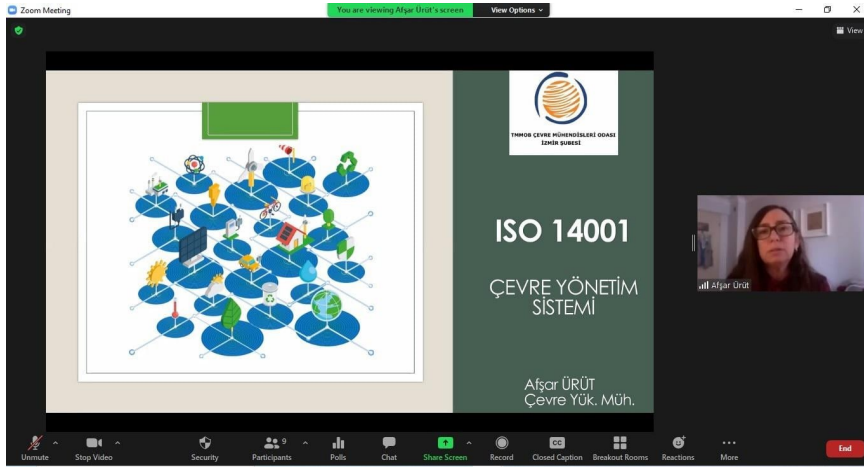 Zoom Meeting
You are viewing Afşar Ürüt's screen
View Options
View
TMMOB ÇEVRE MÜHENDİSLERİ ODASI
İZMİR ŞUBESİ
ISO 14001
ÇEVRE YÖNETİM
SİSTEMİ
Afşar ÜRÜT
Çevre Yük. Müh.
Afşar Ürüt
Unmute
Stop Video
Security
9
Participants
Polls
Chat
Share Screen
Record
CC
Closed Caption
Breakout Rooms
Reactions
More
End